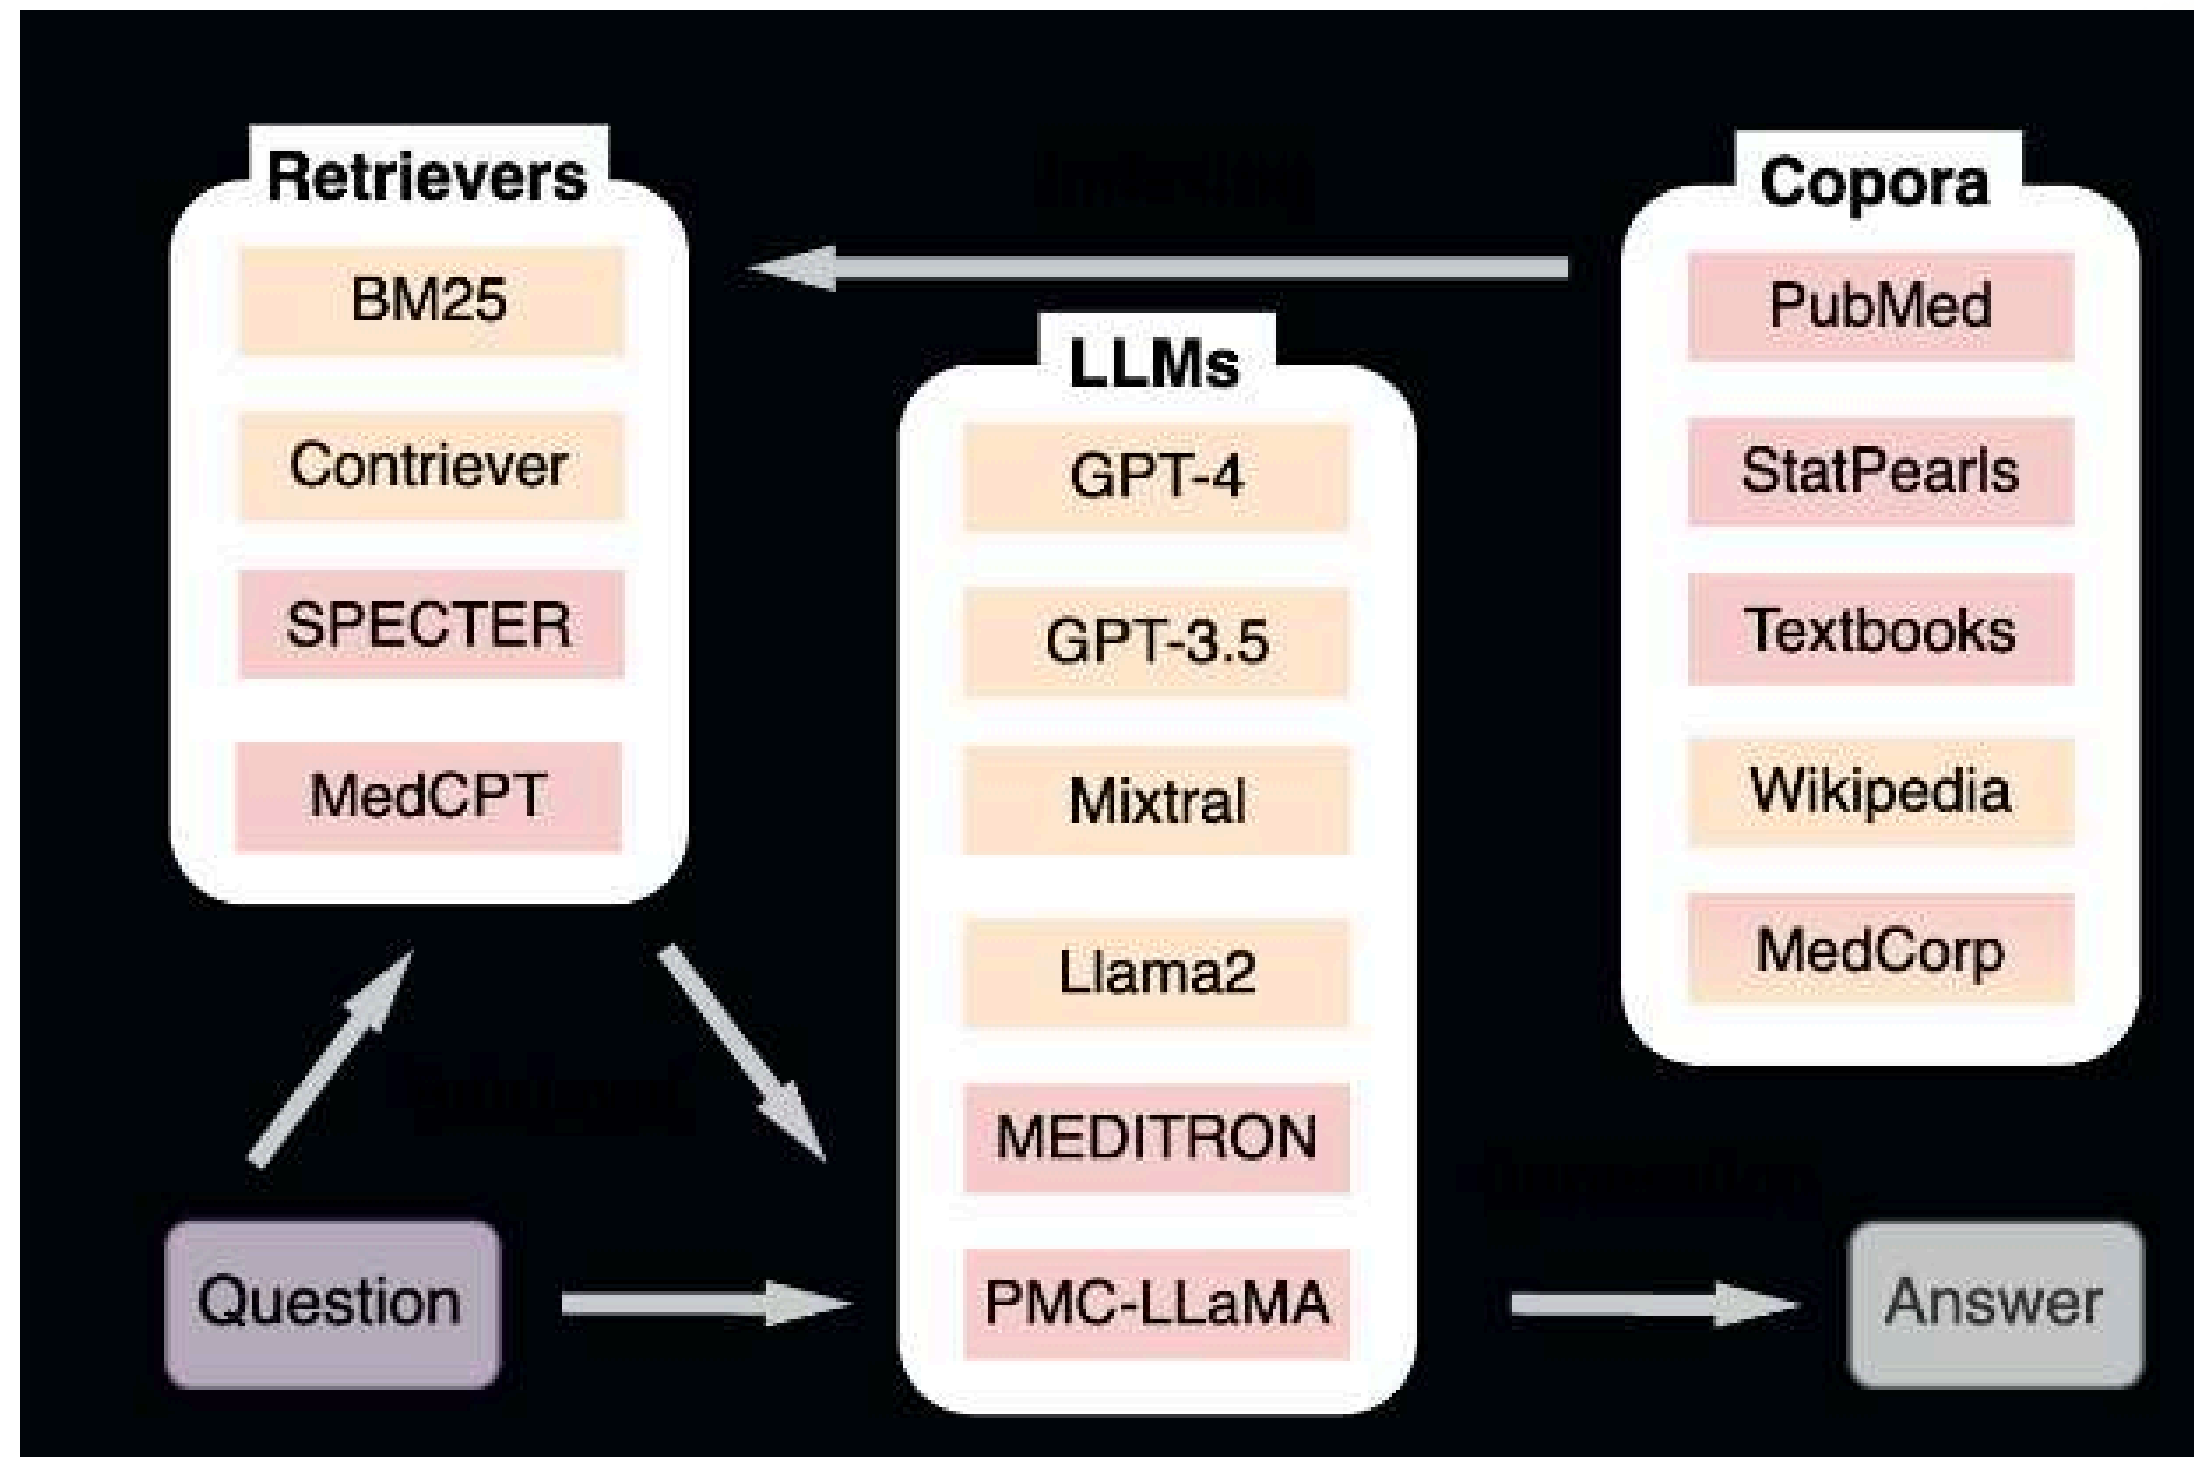 Retrievers
BM25
Contriever
SPECTER
MedCPT
LLMs
GPT-4
GPT-3.5
Mixtral
Llama2
MEDITRON
PMC-LLaMA
Copora
PubMed
StatPearls
Textbooks
Wikipedia
MedCorp
Question
Answer